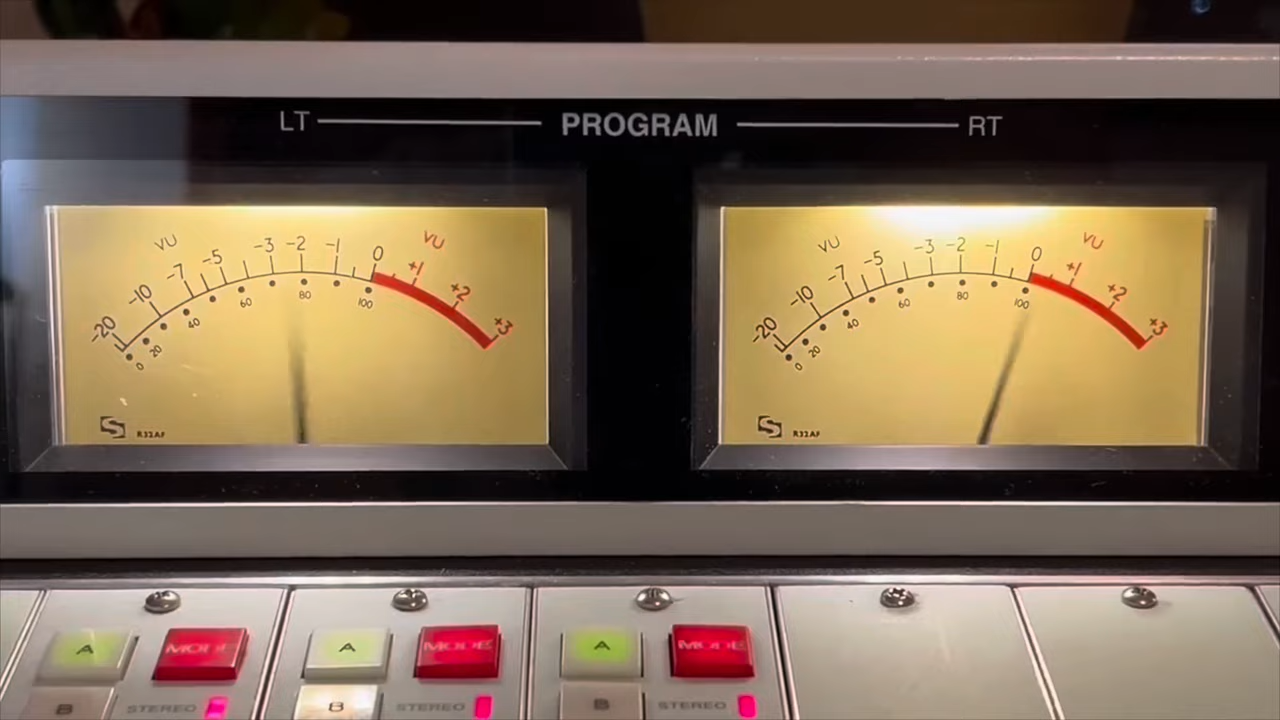 LT PROGRAM RT
VU VU
-20 -10 -7 -5 -3 -2 -1 0 +1 +2 +3
0 20 40 60 80 100
R32AF
VU VU
-20 -10 -7 -5 -3 -2 -1 0 +1 +2 +3
0 20 40 60 80 100
R32AF
A MODE A MODE A MODE
B STEREO B STEREO B STEREO